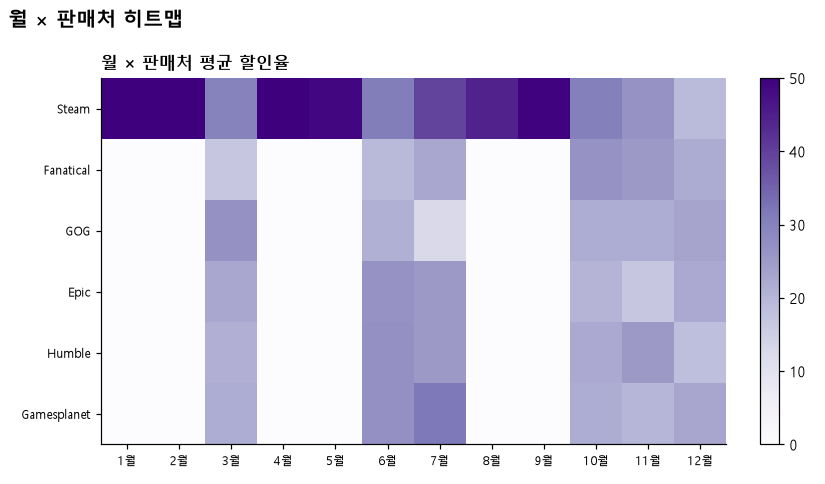 월 × 판매처 히트맵
월 × 판매처 평균 할인율
Steam
Fanatical
GOG
Epic
Humble
Gamesplanet
1월 2월 3월 4월 5월 6월 7월 8월 9월 10월 11월 12월
50
40
30
20
10
0